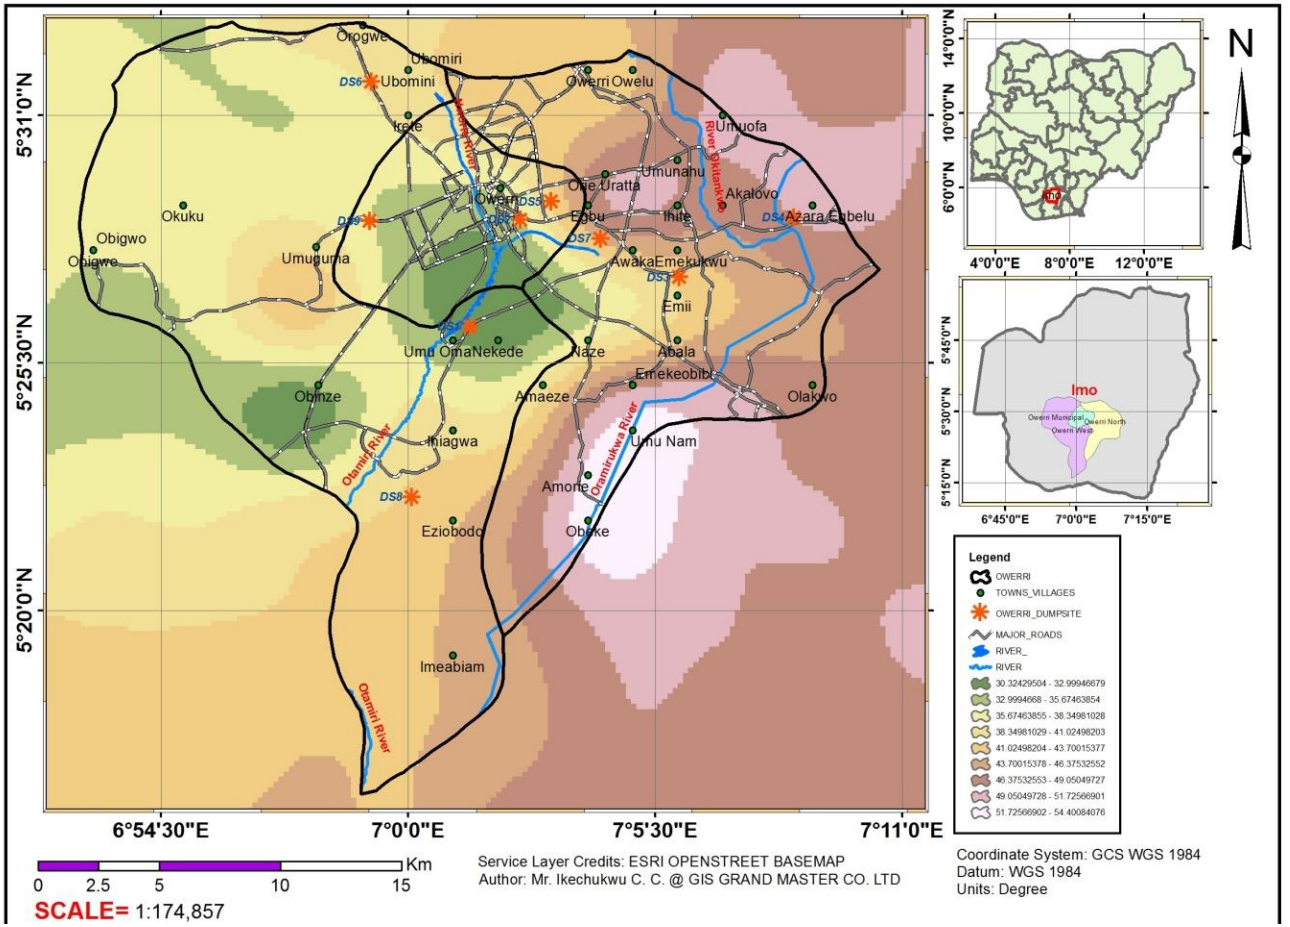 Orogwe
Ubomiri
DS6
Ubomini
Owerri
Owelu
Irete
Nworie River
Umuofa
River Okitankwo
Umunahu
Orie Uratta
Owerri
DS5
Okuku
DS9
Egbu
Ihite
Akalovo
DS4
Azara Egbelu
DS7
Obigwo
Obigwo
Umuguma
Awaka
Emekukwu
Emii
Umu Oma
Nekede
Naze
Abala
Emekeobibi
Obinze
Amaeze
Olakwo
Ihiagwa
Umu Nam
Otamiri River
Oramirukwa River
DS8
Amone
Eziobodo
Obeke
Imeabiam
Otamiri River
5°31'0"N
5°25'30"N
5°20'0"N
6°54'30"E
7°0'0"E
7°5'30"E
7°11'0"E
0
2.5
5
10
15
Km
SCALE= 1:174,857
Service Layer Credits: ESRI OPENSTREET BASEMAP
Author: Mr. Ikechukwu C. C. @ GIS GRAND MASTER CO. LTD
N
14°0'0"N
10°0'0"N
6°0'0"N
Imo
4°0'0"E
8°0'0"E
12°0'0"E
5°45'0"N
5°30'0"N
5°15'0"N
Imo
Owerri Municipal
Owerri North
Owerri West
6°45'0"E
7°0'0"E
7°15'0"E
Legend
OWERRI
TOWNS_VILLAGES
OWERRI_DUMPSITE
MAJOR_ROADS
RIVER_
RIVER
30.32429504 - 32.99946679
32.9994668 - 35.67463854
35.67463855 - 38.34981028
38.34981029 - 41.02498203
41.02498204 - 43.70015377
43.70015378 - 46.37532552
46.37532553 - 49.05049727
49.05049728 - 51.72566901
51.72566902 - 54.40084076
Coordinate System: GCS WGS 1984
Datum: WGS 1984
Units: Degree